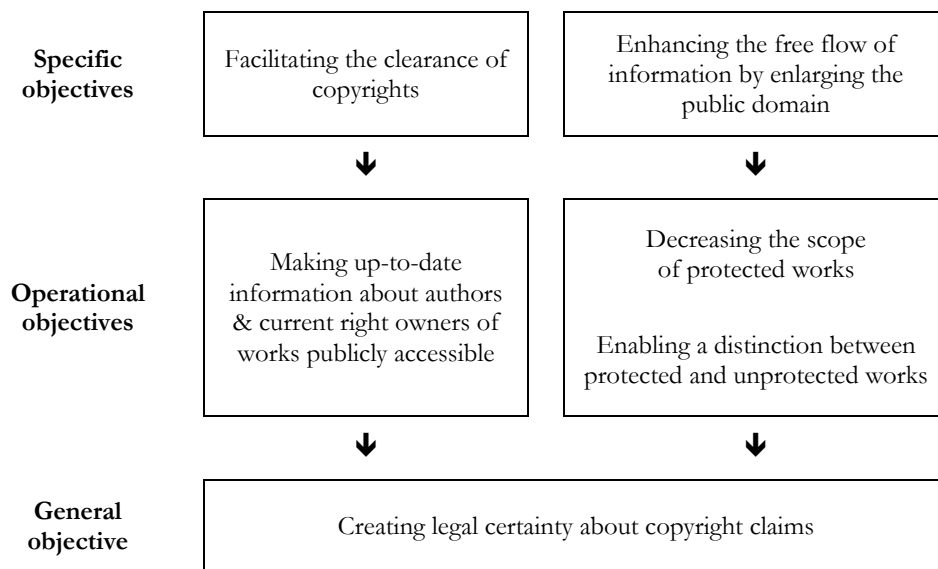 Specific
objectives
Facilitating the clearance of
copyrights
Enhancing the free flow of
information by enlarging the
public domain
Operational
objectives
Making up-to-date
information about authors
& current right owners of
works publicly accessible
Decreasing the scope
of protected works
Enabling a distinction between
protected and unprotected works
General
objective
Creating legal certainty about copyright claims